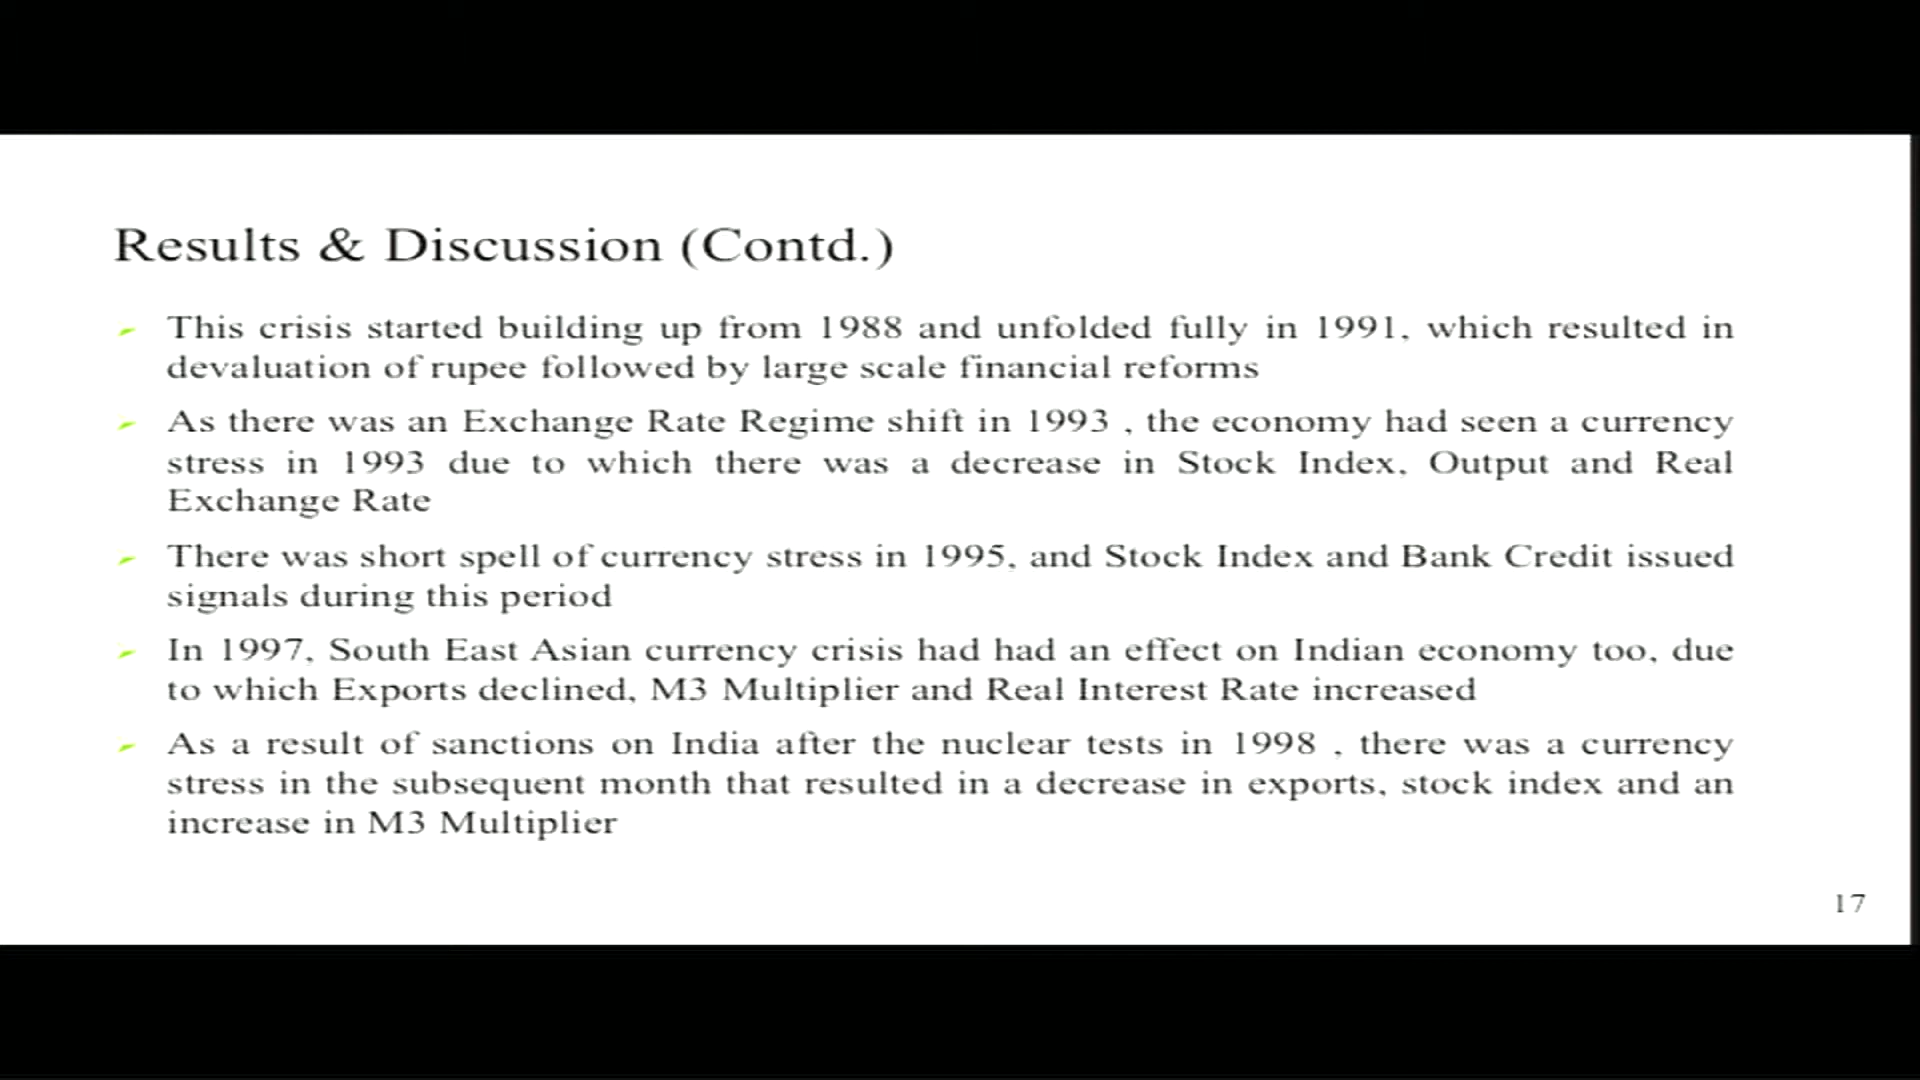 Results & Discussion (Contd.)
This crisis started building up from 1988 and unfolded fully in 1991, which resulted in
devaluation of rupee followed by large scale financial reforms
As there was an Exchange Rate Regime shift in 1993 , the economy had seen a currency
stress in 1993 due to which there was a decrease in Stock Index, Output and Real
Exchange Rate
There was short spell of currency stress in 1995, and Stock Index and Bank Credit issued
signals during this period
In 1997, South East Asian currency crisis had had an effect on Indian economy too, due
to which Exports declined, M3 Multiplier and Real Interest Rate increased
As a result of sanctions on India after the nuclear tests in 1998 , there was a currency
stress in the subsequent month that resulted in a decrease in exports, stock index and an
increase in M3 Multiplier
17